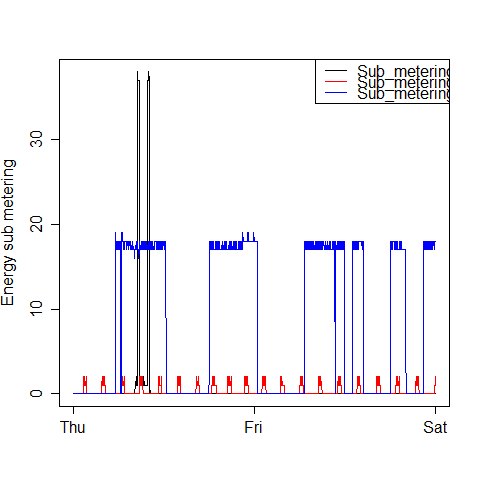 Sub_metering
Sub_metering
Sub_metering
Energy sub metering
30
20
10
0
Thu Fri Sat